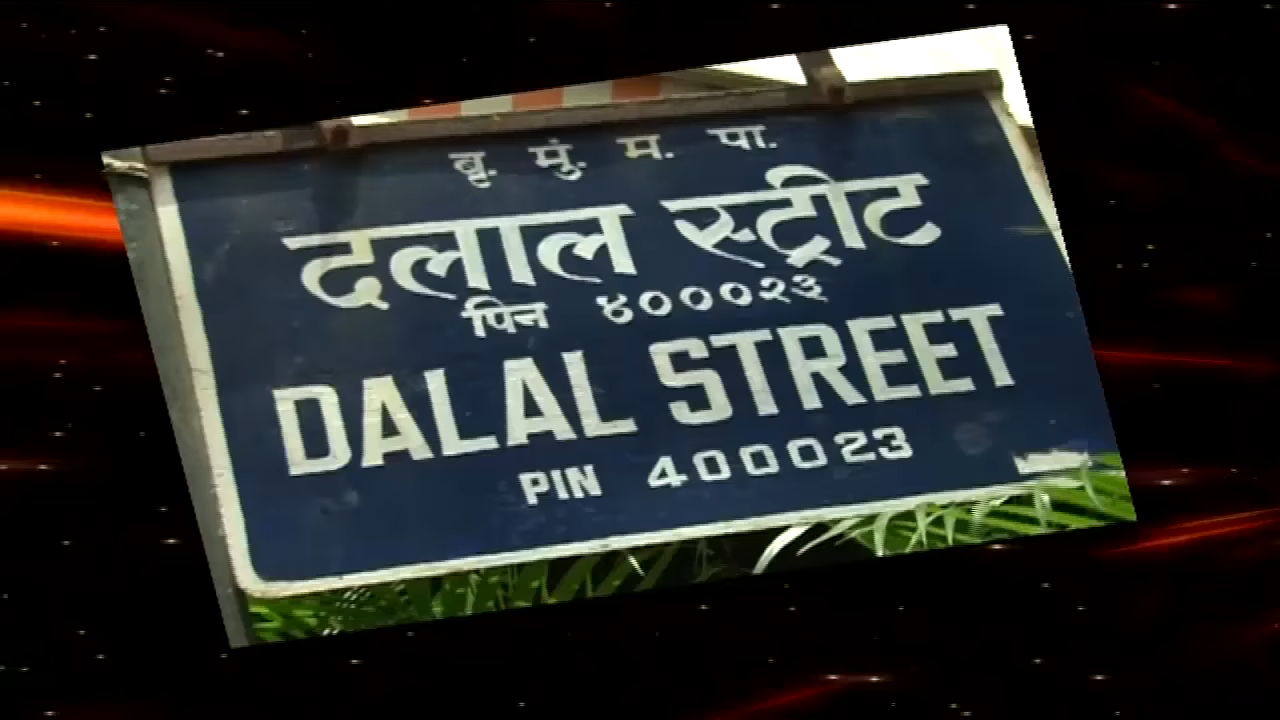 बृ. मुं. म. पा.
दलाल स्ट्रीट
पिन ४०००२३
DALAL STREET
PIN 400023